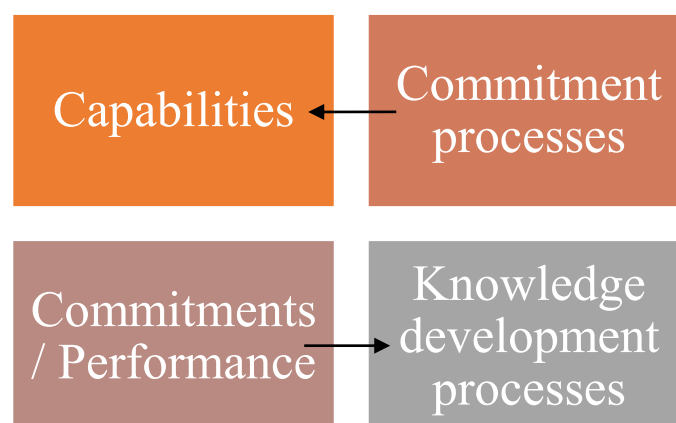 Capabilities
Commitment
processes
Commitments
/ Performance
Knowledge
development
processes